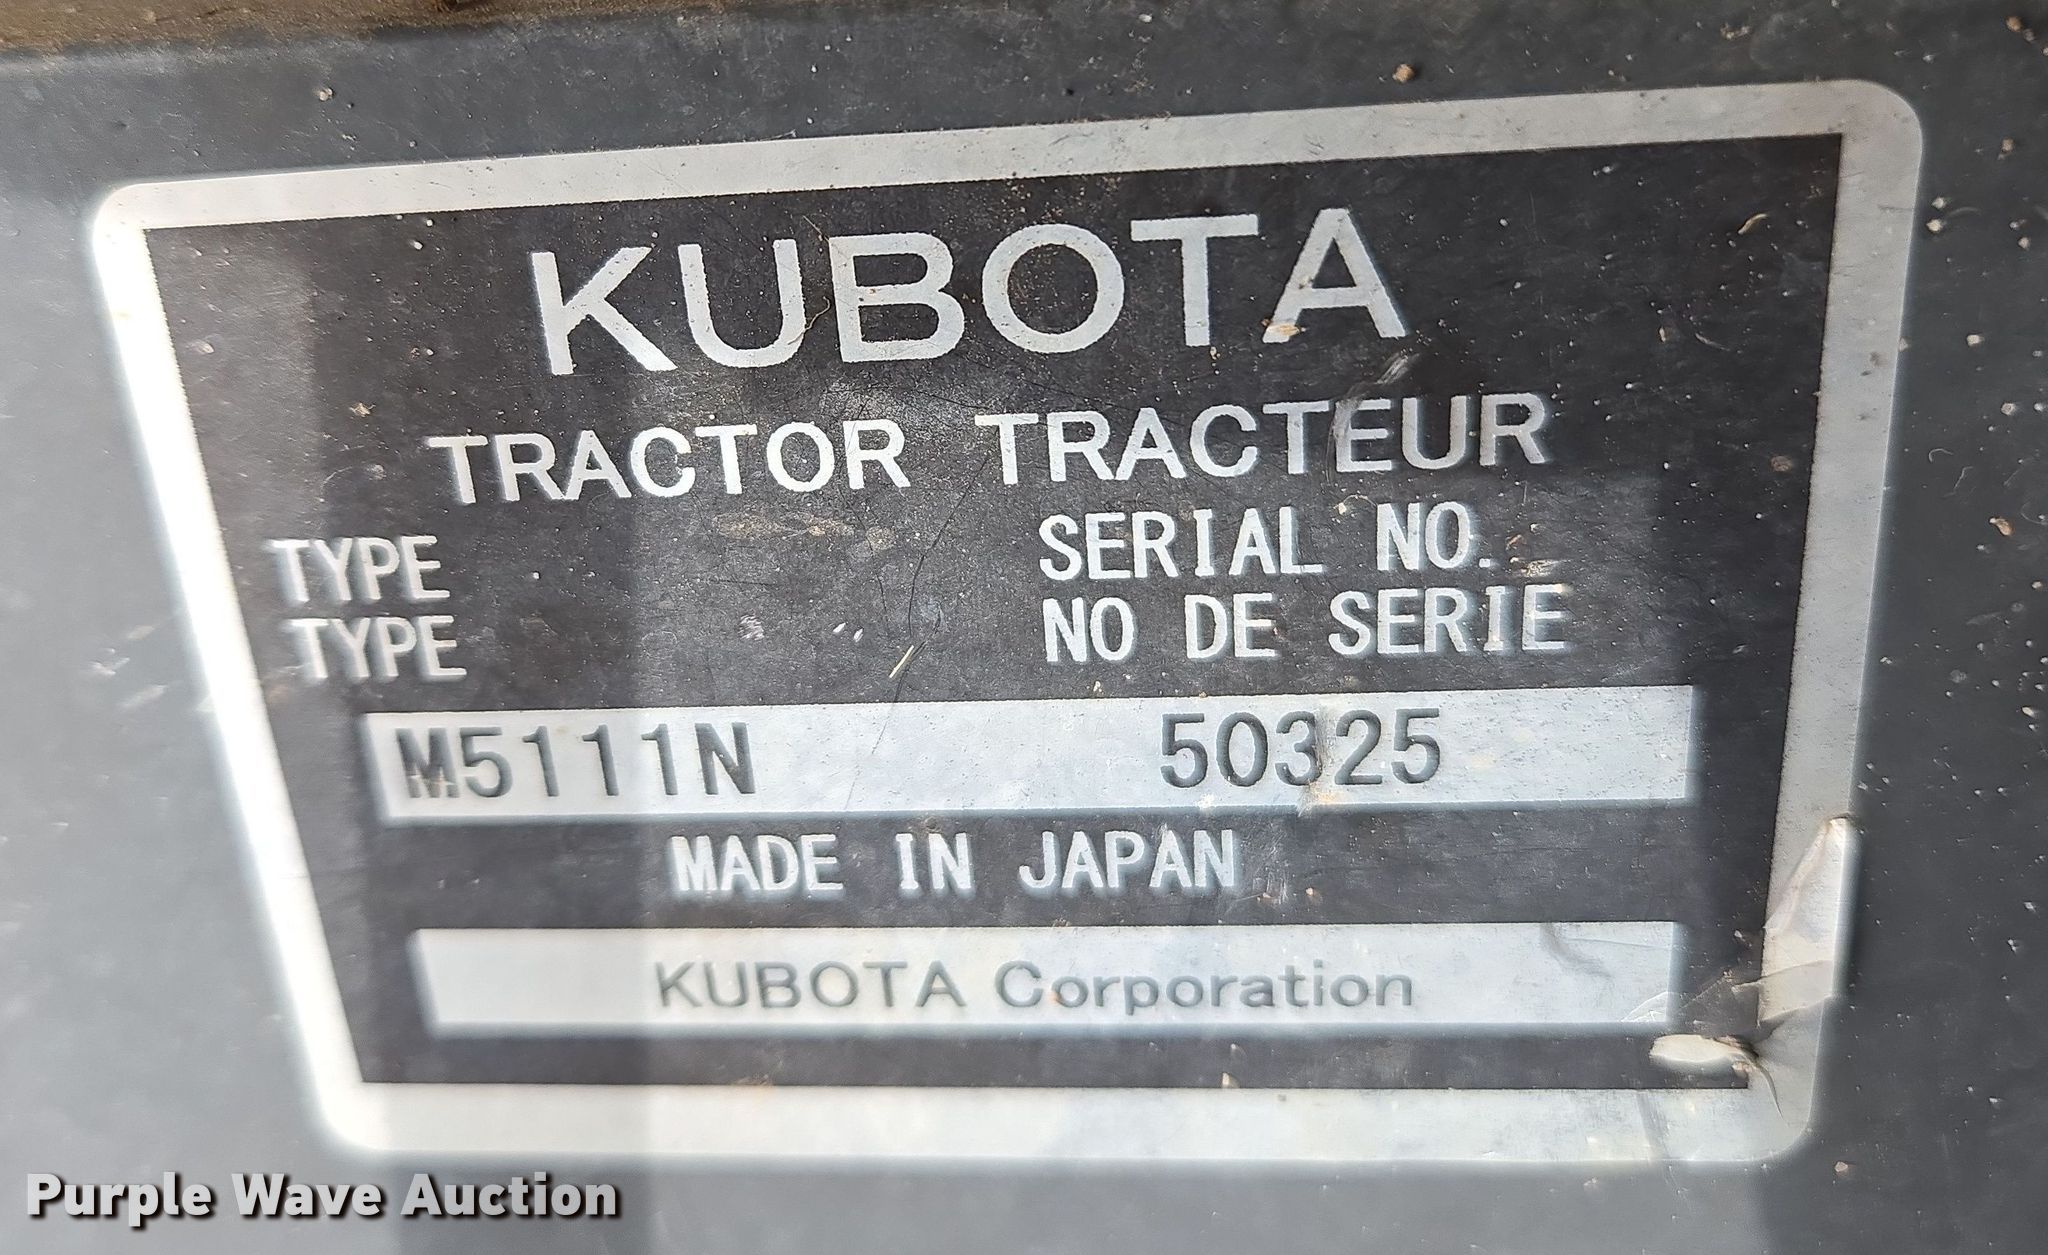 KUBOTA
TRACTOR TRACTEUR
TYPE SERIAL NO.
TYPE NO DE SERIE
M5111N 50325
MADE IN JAPAN
KUBOTA Corporation
Purple Wave Auction